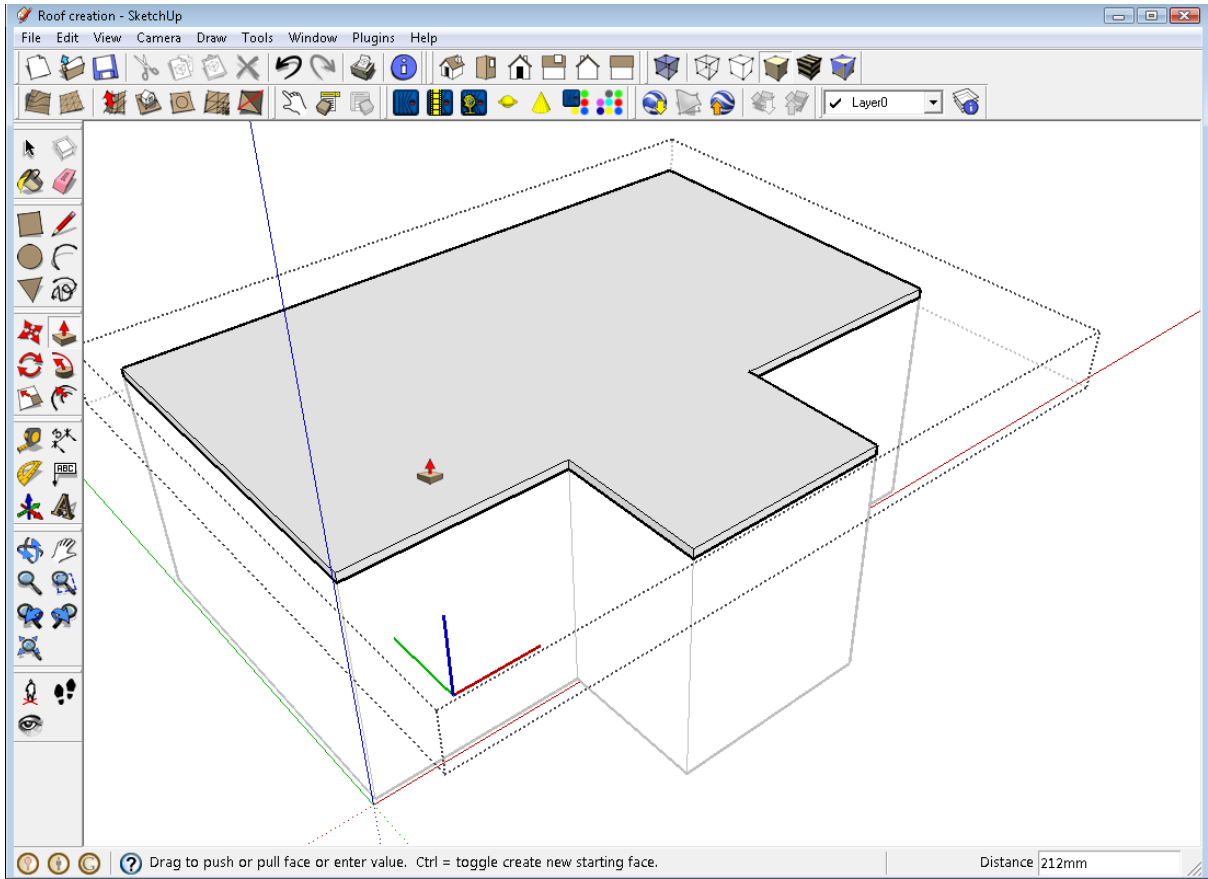 Roof creation - SketchUp
File Edit View Camera Draw Tools Window Plugins Help
Layer0
ABC
Drag to push or pull face or enter value. Ctrl = toggle create new starting face.
Distance 212mm